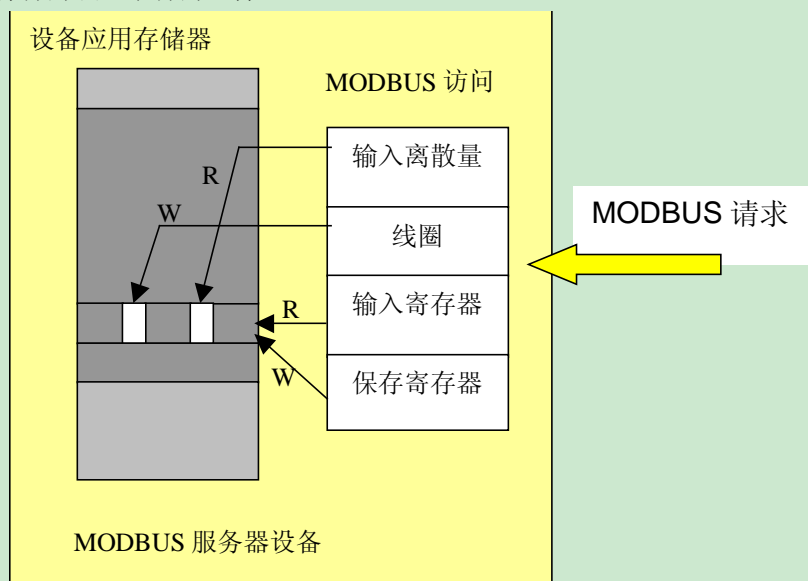 设备应用存储器
MODBUS 访问
输入离散量
R
W
线圈
MODBUS 请求
输入寄存器
R
保存寄存器
W
MODBUS 服务器设备